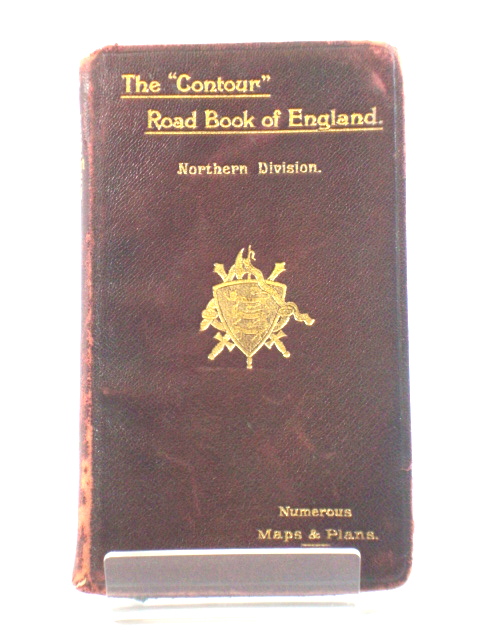 The "Contour"
Road Book of England.
Northern Division.
Numerous
Maps & Plans.